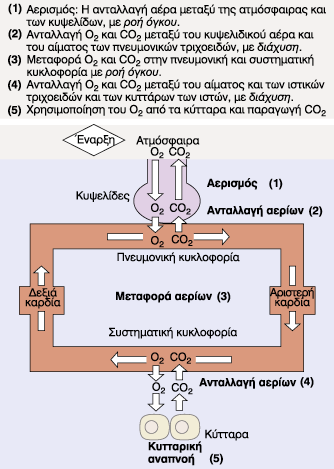 (1) Αερισμός: Η ανταλλαγή αέρα μεταξύ της ατμόσφαιρας
και των κυψελίδων, με ροή όγκου.
(2) Ανταλλαγή O2 και CO2 μεταξύ του κυψελιδικού αέρα και
του αίματος των πνευμονικών τριχοειδών, με διάχυση.
(3) Μεταφορά O2 και CO2 στην πνευμονική και συστηματική
κυκλοφορία με ροή όγκου.
(4) Ανταλλαγή O2 και CO2 μεταξύ του αίματος και των ιστικών
τριχοειδών και των κυττάρων των ιστών, με διάχυση.
(5) Χρησιμοποίηση του O2 από τα κύτταρα και παραγωγή CO2
Έναρξη
Ατμόσφαιρα
O2 CO2
Αερισμός (1)
Κυψελίδες
O2 CO2
Ανταλλαγή αερίων (2)
O2 CO2
Πνευμονική κυκλοφορία
Δεξιά
καρδία
Μεταφορά αερίων (3)
Αριστερή
καρδία
Συστηματική κυκλοφορία
O2 CO2
Ανταλλαγή αερίων (4)
O2 CO2
Κύτταρα
Κυτταρική
αναπνοή (5)